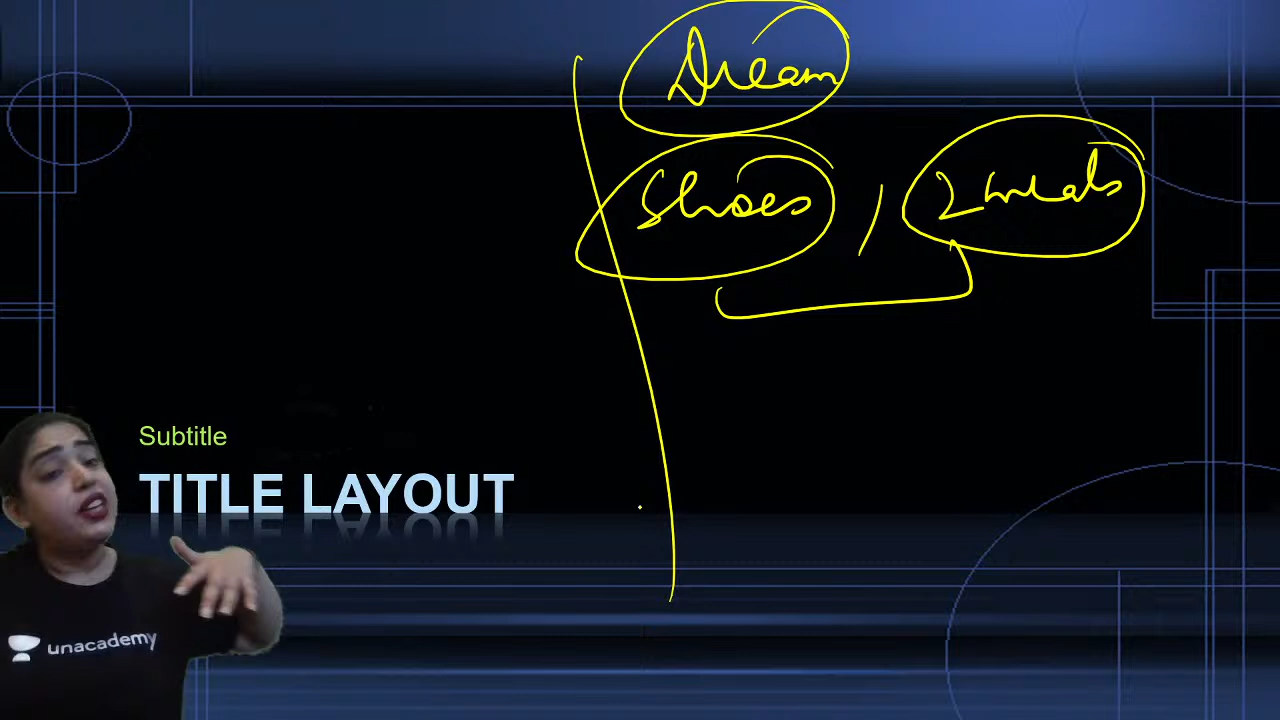 Dream
Shoes, 2 meals
Subtitle
TITLE LAYOUT
unacademy